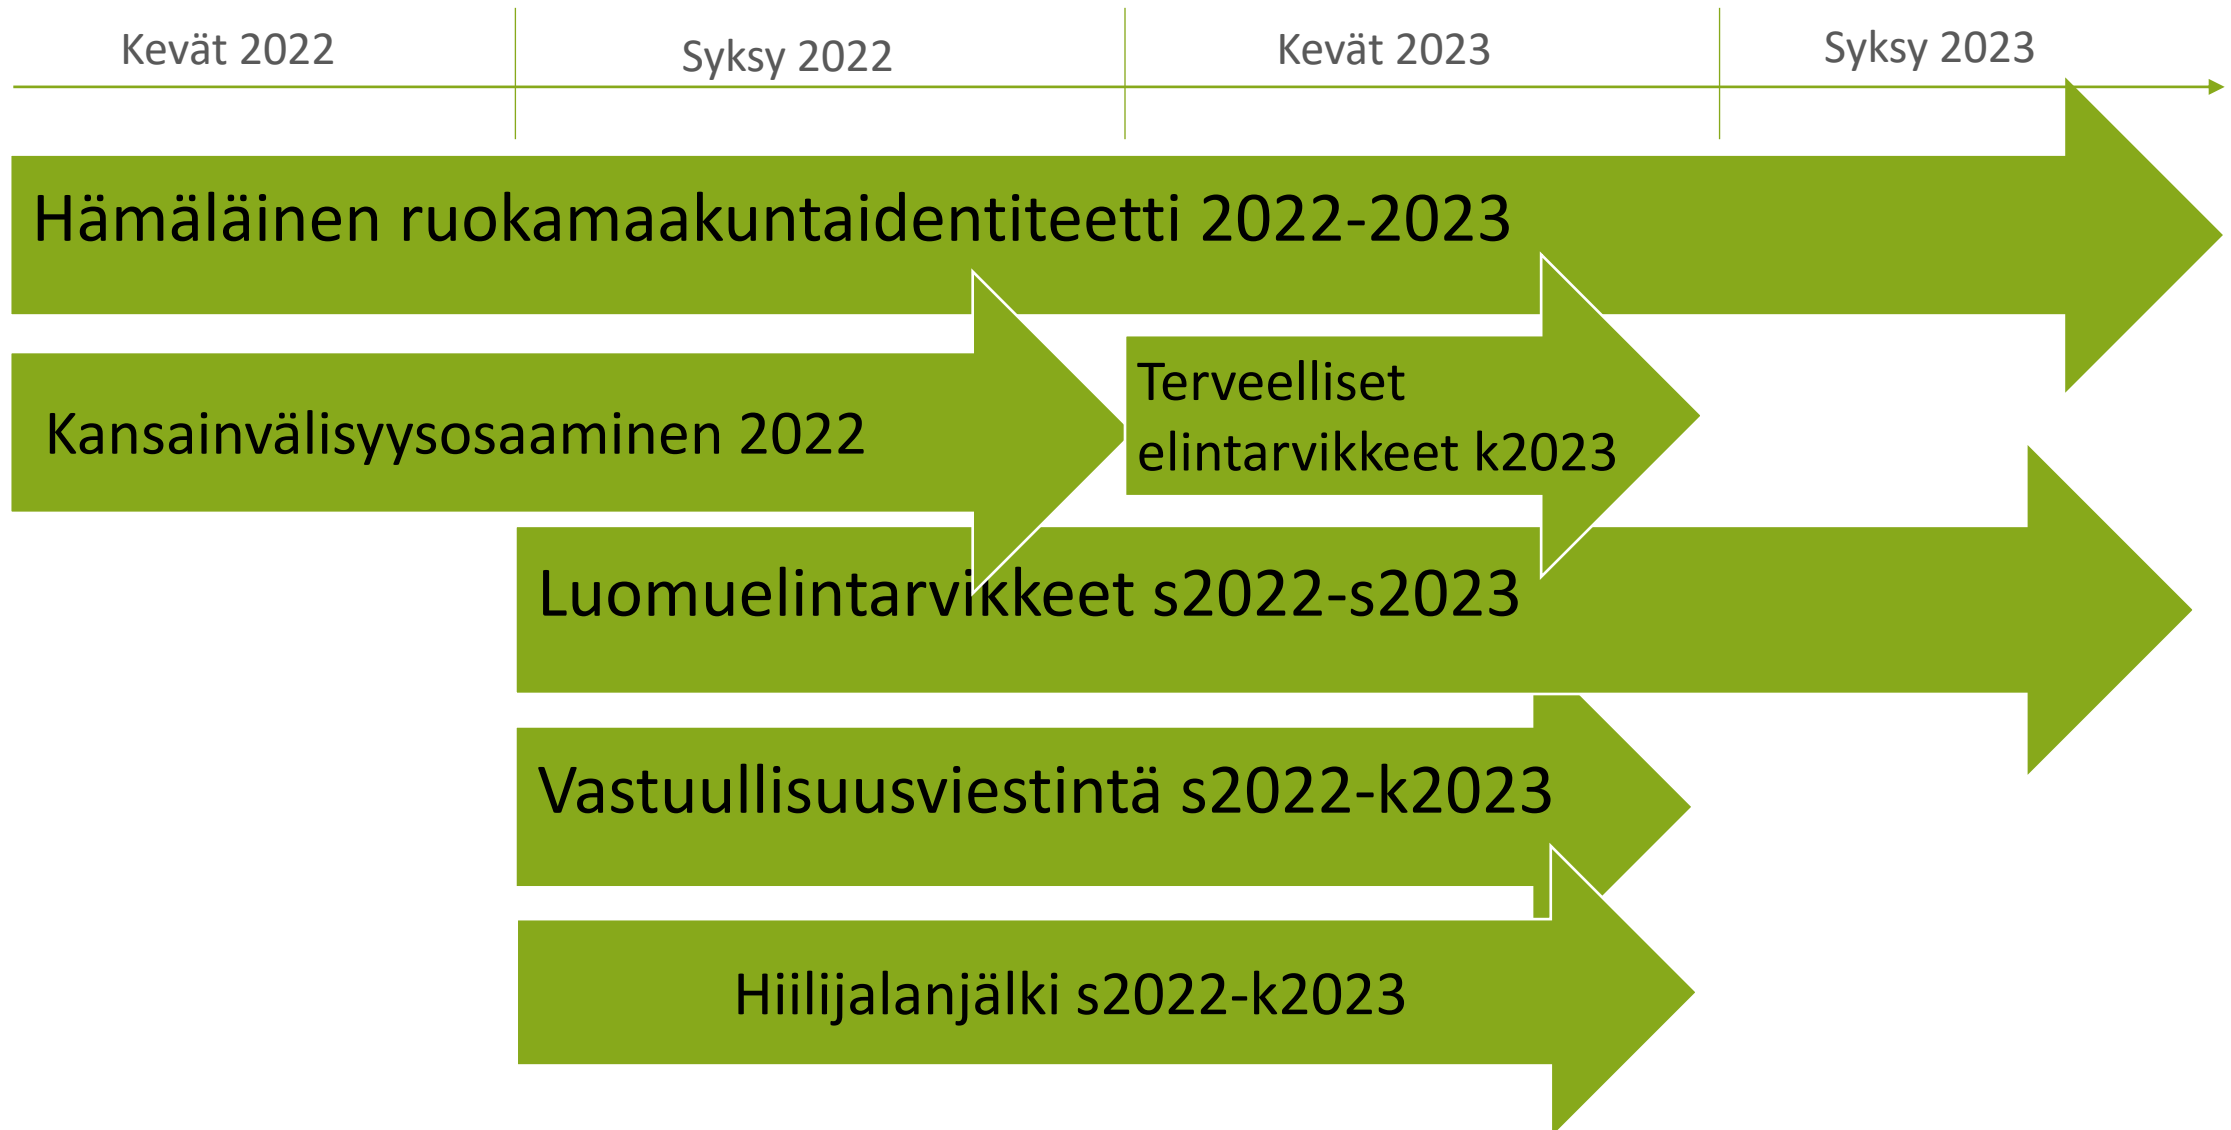 Kevät 2022
Syksy 2022
Kevät 2023
Syksy 2023
Hämäläinen ruokamaakuntaidentiteetti 2022-2023
Kansainvälisyysosaaminen 2022
Terveelliset
elintarvikkeet k2023
Luomuelintarvikkeet s2022-s2023
Vastuullisuusviestintä s2022-k2023
Hiilijalanjälki s2022-k2023